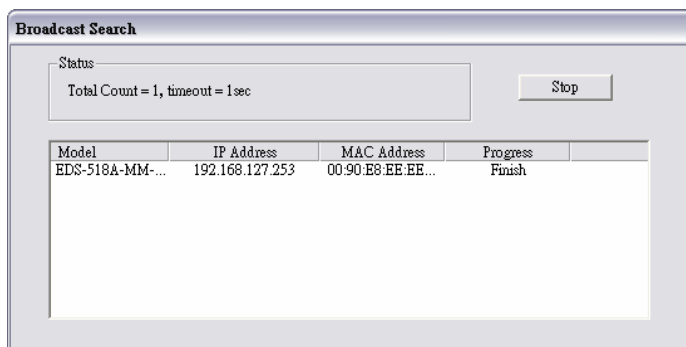 Broadcast Search
Status
Total Count = 1, timeout = 1sec
Stop
Model IP Address MAC Address Progress
EDS-518A-MM-... 192.168.127.253 00:90:E8:EE:EE... Finish